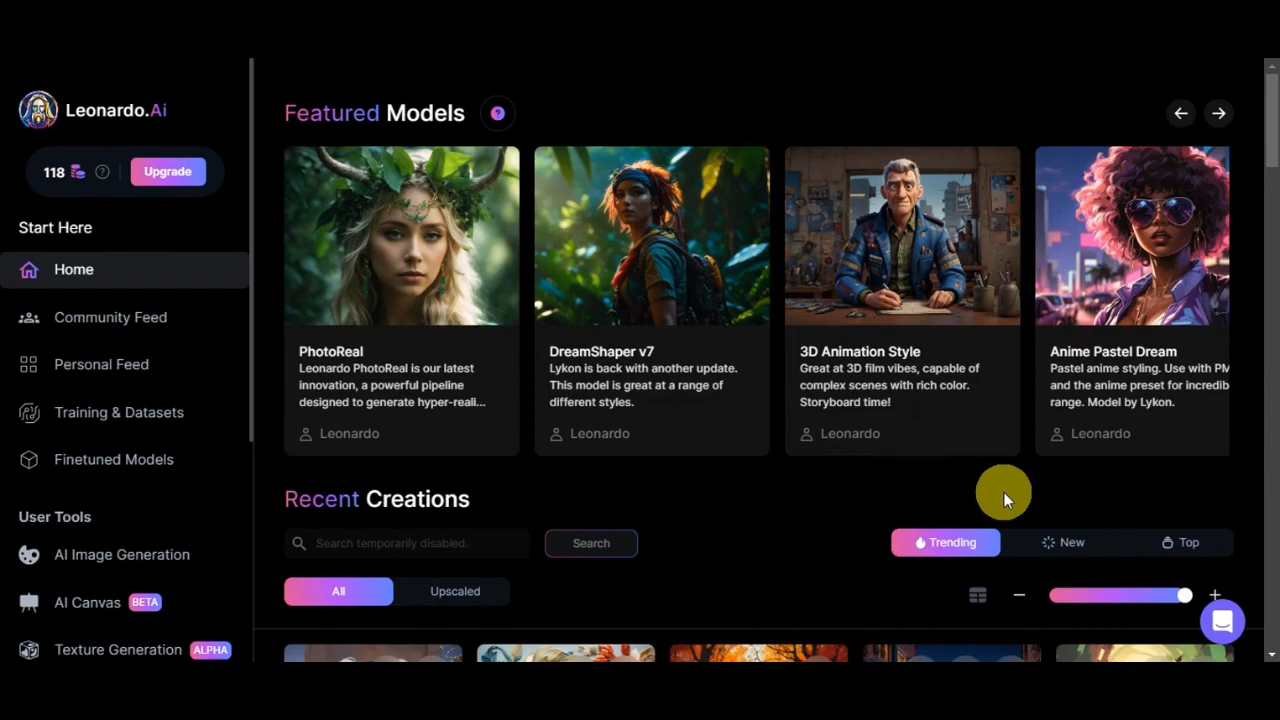 Leonardo.Ai
118
Upgrade
Start Here
Home
Community Feed
Personal Feed
Training & Datasets
Finetuned Models
User Tools
AI Image Generation
AI Canvas BETA
Texture Generation ALPHA
Featured Models ?
PhotoReal
Leonardo PhotoReal is our latest
innovation, a powerful pipeline
designed to generate hyper-reali...
Leonardo
DreamShaper v7
Lykon is back with another update.
This model is great at a range of
different styles.
Leonardo
3D Animation Style
Great at 3D film vibes, capable of
complex scenes with rich color.
Storyboard time!
Leonardo
Anime Pastel Dream
Pastel anime styling. Use with PM
and the anime preset for incredib
range. Model by Lykon.
Leonardo
Recent Creations
Search temporarily disabled.
Search
Trending
New
Top
All
Upscaled